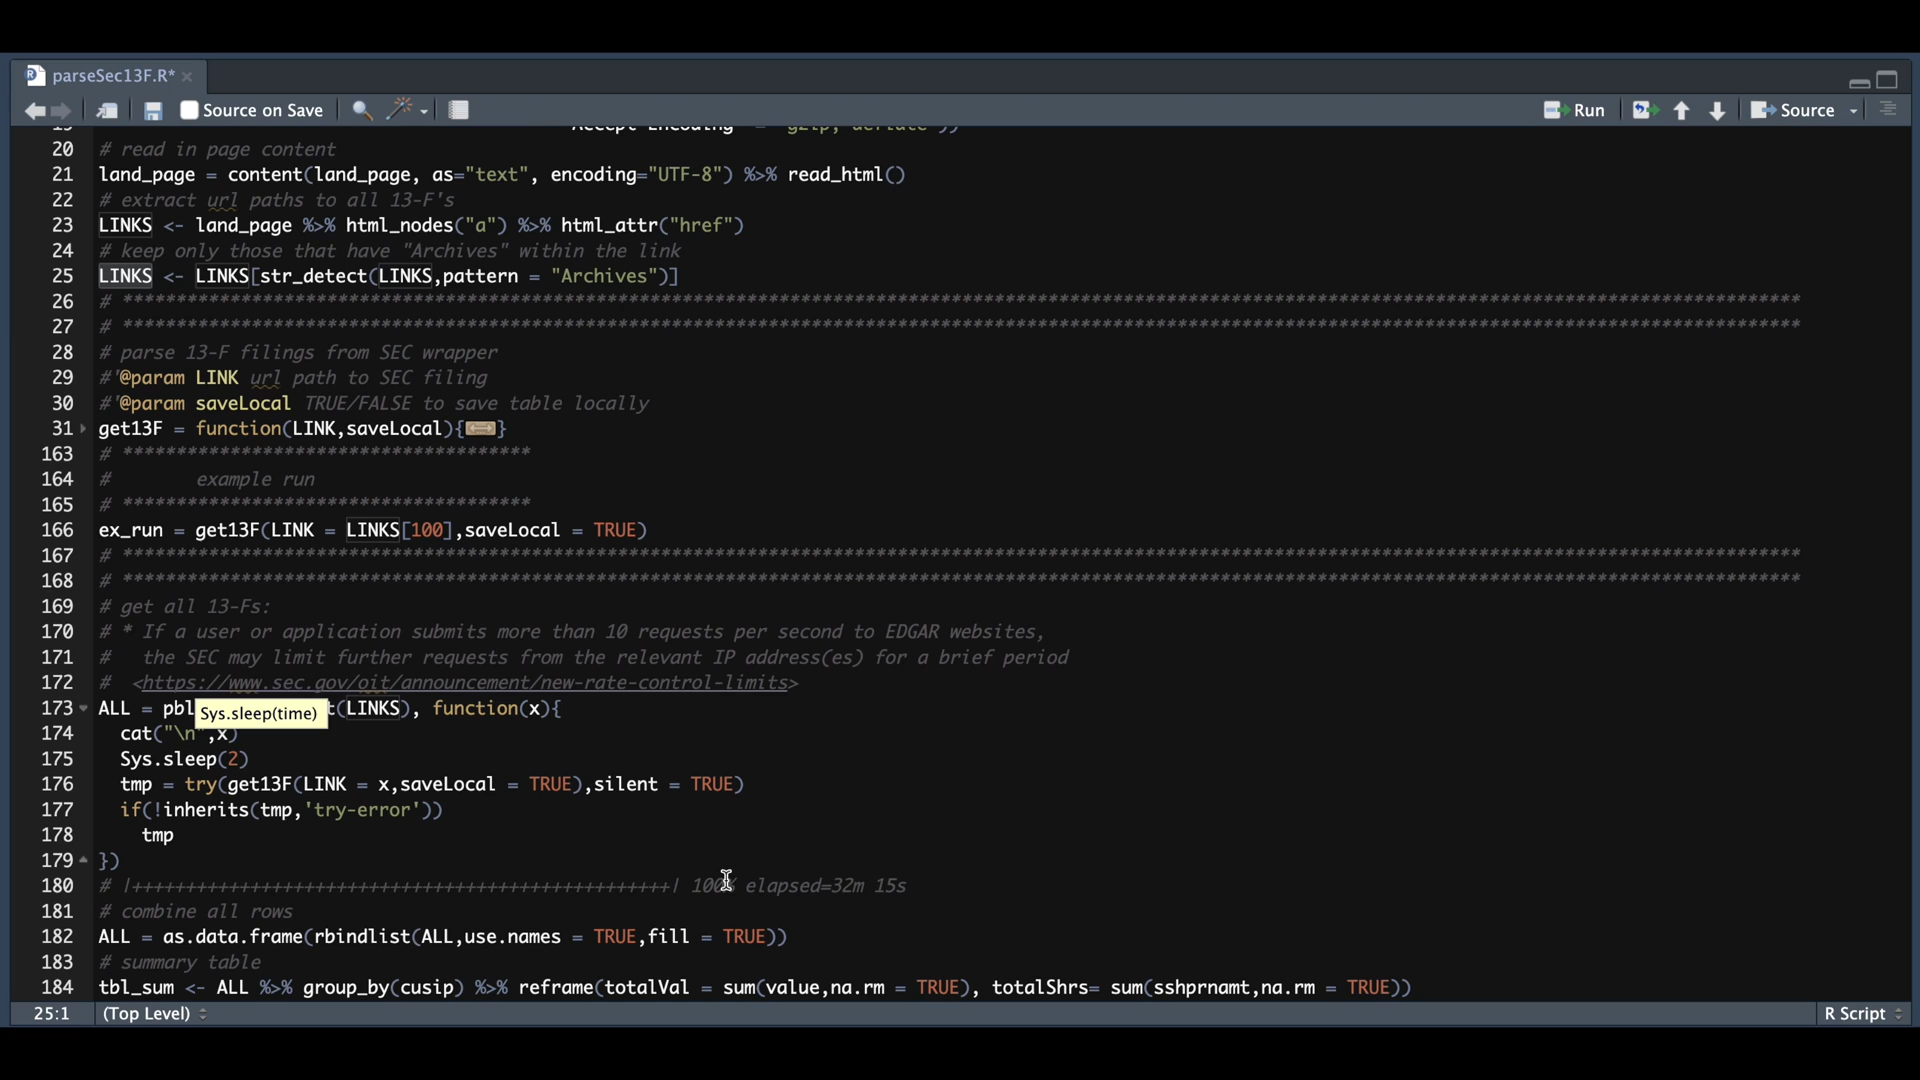 parseSec13F.R*
Source on Save
Run
Source
19 Accept-Encoding = "gzip, deflate"))
20 # read in page content
21 land_page = content(land_page, as="text", encoding="UTF-8") %>% read_html()
22 # extract url paths to all 13-F's
23 LINKS <- land_page %>% html_nodes("a") %>% html_attr("href")
24 # keep only those that have "Archives" within the link
25 LINKS <- LINKS[str_detect(LINKS,pattern = "Archives")]
26 # ************************************************************************************************************************************************************
27 # ************************************************************************************************************************************************************
28 # parse 13-F filings from SEC wrapper
29 #'@param LINK url path to SEC filing
30 #'@param saveLocal TRUE/FALSE to save table locally
31 get13F = function(LINK,saveLocal){}
163 # **************************************
164 # example run
165 # **************************************
166 ex_run = get13F(LINK = LINKS[100],saveLocal = TRUE)
167 # ************************************************************************************************************************************************************
168 # ************************************************************************************************************************************************************
169 # get all 13-Fs:
170 # * If a user or application submits more than 10 requests per second to EDGAR websites,
171 # the SEC may limit further requests from the relevant IP address(es) for a brief period
172 # <https://www.sec.gov/oit/announcement/new-rate-control-limits>
173 ALL = pbl t(LINKS), function(x){
Sys.sleep(time)
174 cat("\n",x)
175 Sys.sleep(2)
176 tmp = try(get13F(LINK = x,saveLocal = TRUE),silent = TRUE)
177 if(!inherits(tmp,'try-error'))
178 tmp
179 })
180 # |++++++++++++++++++++++++++++++++++++++++++++++++++| 100% elapsed=32m 15s
181 # combine all rows
182 ALL = as.data.frame(rbindlist(ALL,use.names = TRUE,fill = TRUE))
183 # summary table
184 tbl_sum <- ALL %>% group_by(cusip) %>% reframe(totalVal = sum(value,na.rm = TRUE), totalShrs= sum(sshprnamt,na.rm = TRUE))
25:1 (Top Level) R Script